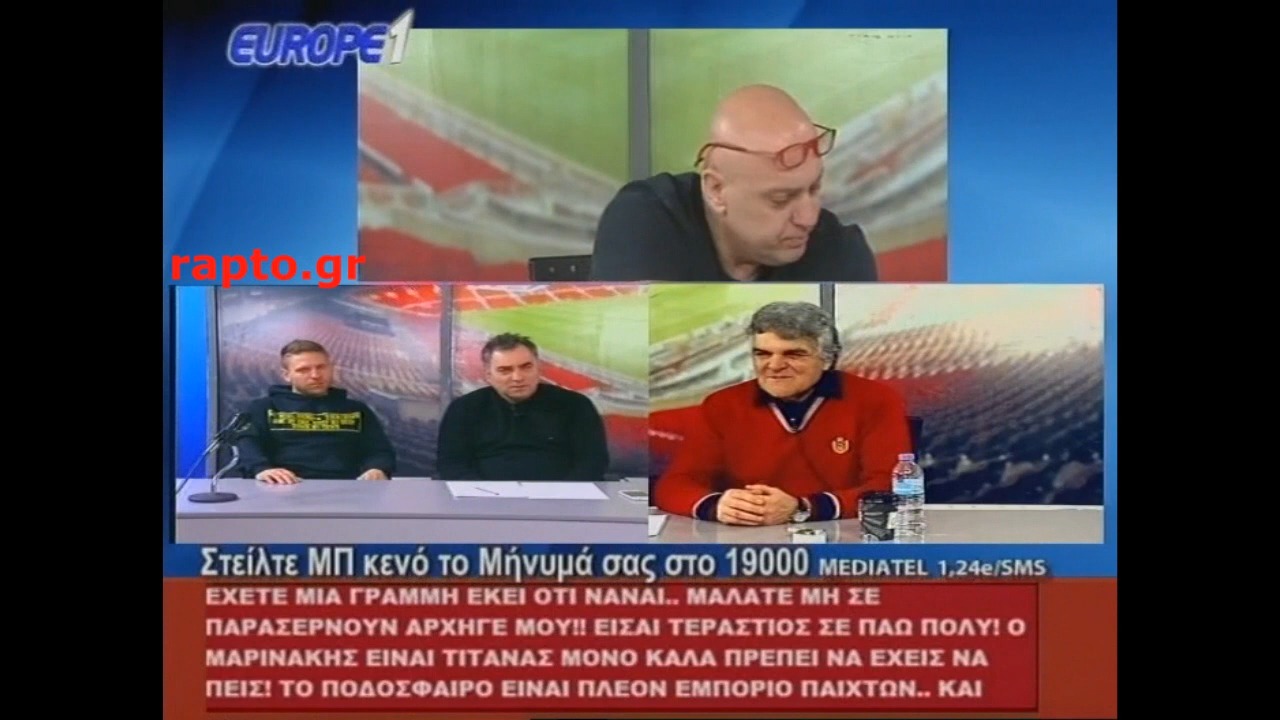 EUROPE1
rapto.gr
Στείλτε ΜΠ κενό το Μήνυμά σας στο 19000 MEDIATEL 1,24e/SMS
ΕΧΕΤΕ ΜΙΑ ΓΡΑΜΜΗ ΕΚΕΙ ΟΤΙ ΝΑΝΑΙ.. ΜΑΛΑΤΕ ΜΗ ΣΕ
ΠΑΡΑΣΕΡΝΟΥΝ ΑΡΧΗΓΕ ΜΟΥ!! ΕΙΣΑΙ ΤΕΡΑΣΤΙΟΣ ΣΕ ΠΑΩ ΠΟΛΥ! Ο
ΜΑΡΙΝΑΚΗΣ ΕΙΝΑΙ ΤΙΤΑΝΑΣ ΜΟΝΟ ΚΑΛΑ ΠΡΕΠΕΙ ΝΑ ΕΧΕΙΣ ΝΑ
ΠΕΙΣ! ΤΟ ΠΟΔΟΣΦΑΙΡΟ ΕΙΝΑΙ ΠΛΕΟΝ ΕΜΠΟΡΙΟ ΠΑΙΧΤΩΝ.. ΚΑΙ